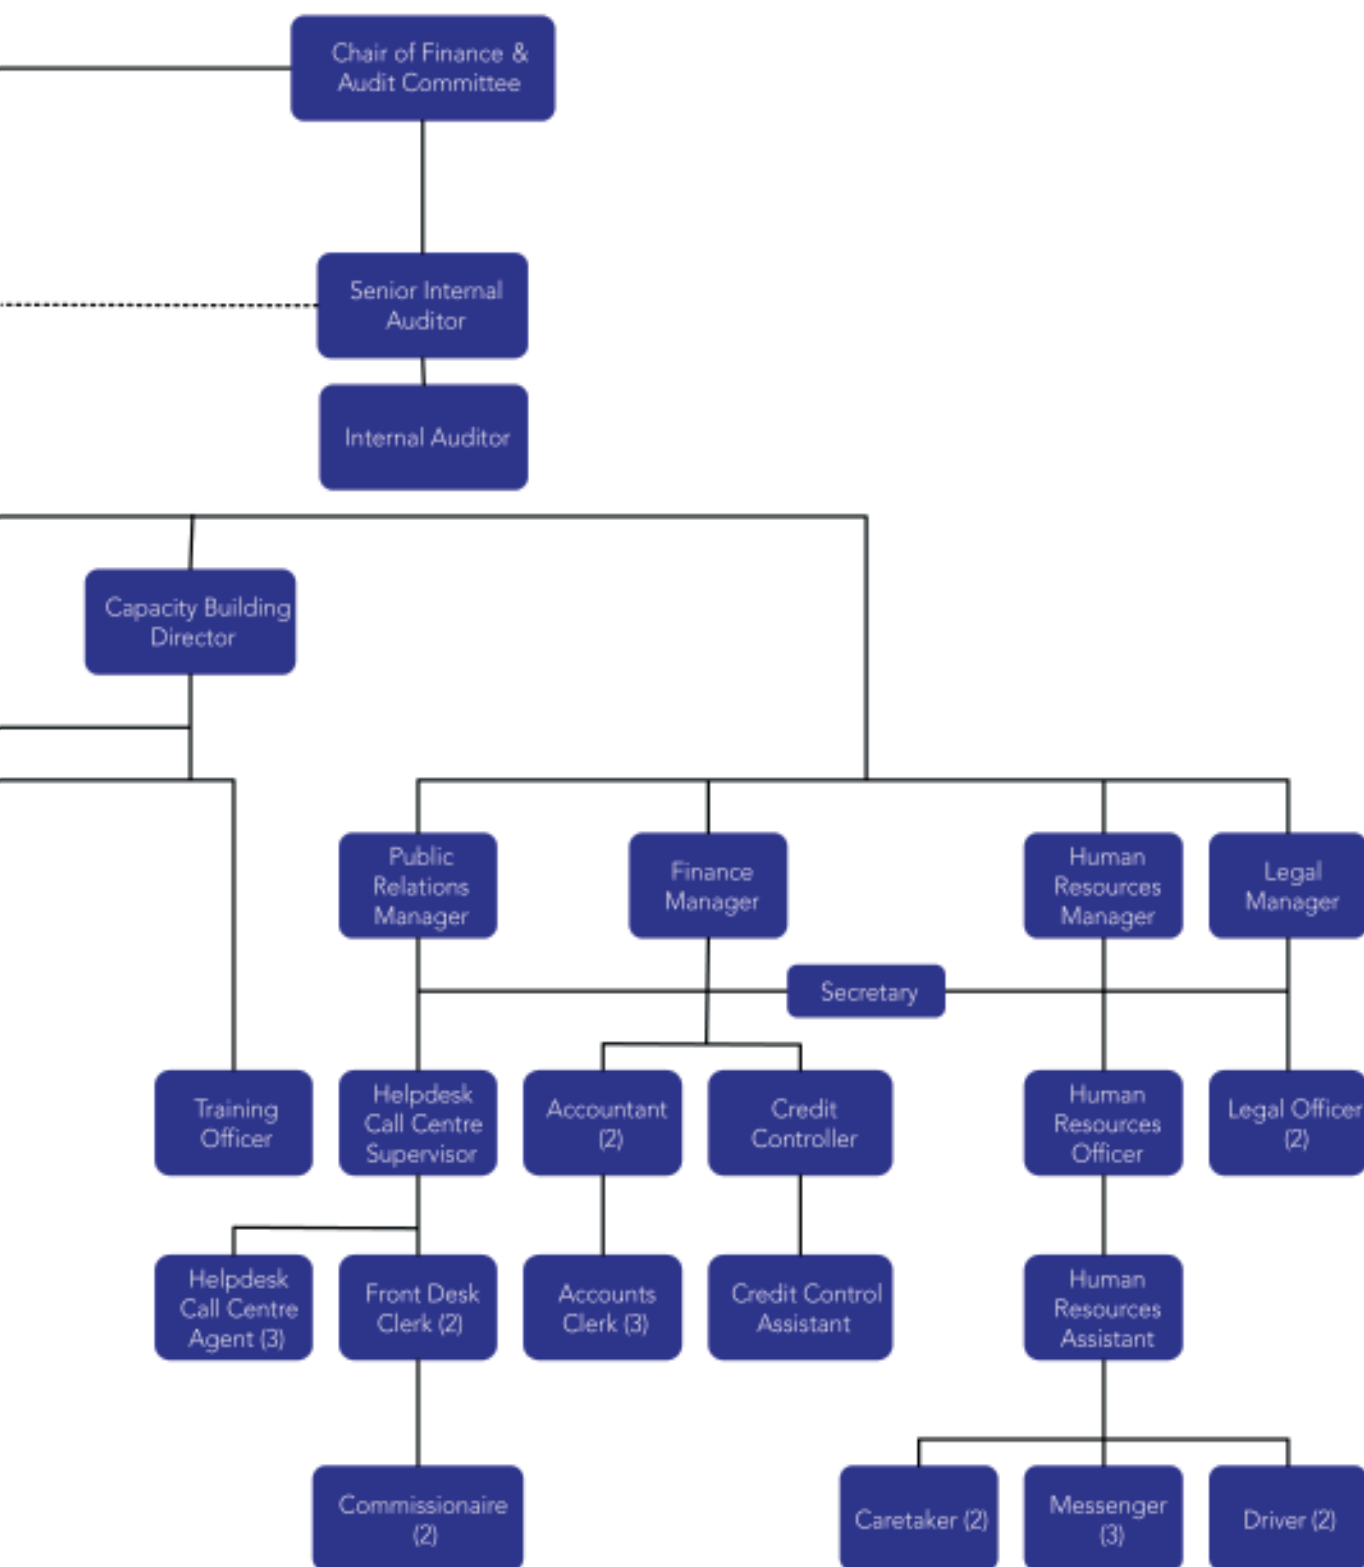 Chair of Finance &
Audit Committee
Senior Internal
Auditor
Internal Auditor
Capacity Building
Director
Public
Relations
Manager
Finance
Manager
Human
Resources
Manager
Legal
Manager
Secretary
Training
Officer
Helpdesk
Call Centre
Supervisor
Accountant
(2)
Credit
Controller
Human
Resources
Officer
Legal Officer
(2)
Helpdesk
Call Centre
Agent (3)
Front Desk
Clerk (2)
Accounts
Clerk (3)
Credit Control
Assistant
Human
Resources
Assistant
Commissionaire
(2)
Caretaker (2)
Messenger
(3)
Driver (2)